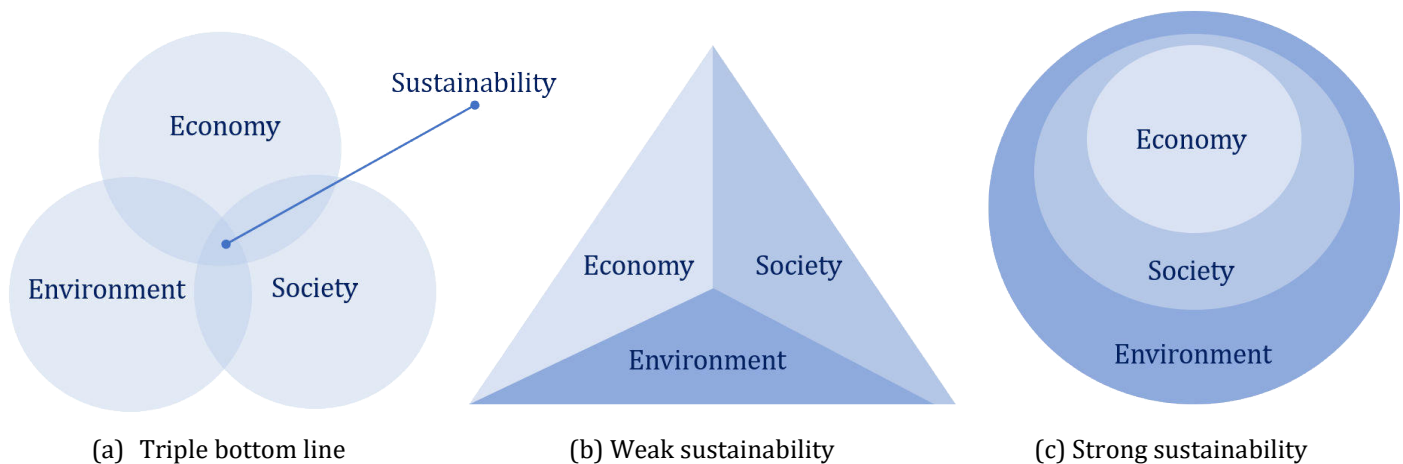 Sustainability
Economy
Environment
Society
(a) Triple bottom line
Economy
Society
Environment
(b) Weak sustainability
Economy
Society
Environment
(c) Strong sustainability